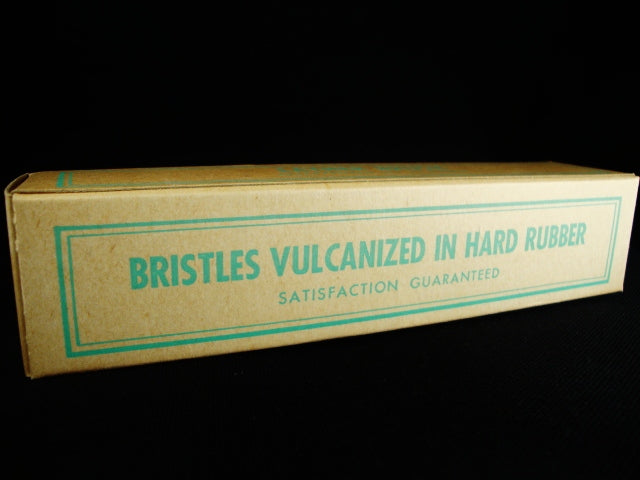 BRISTLES VULCANIZED IN HARD RUBBER
SATISFACTION GUARANTEED